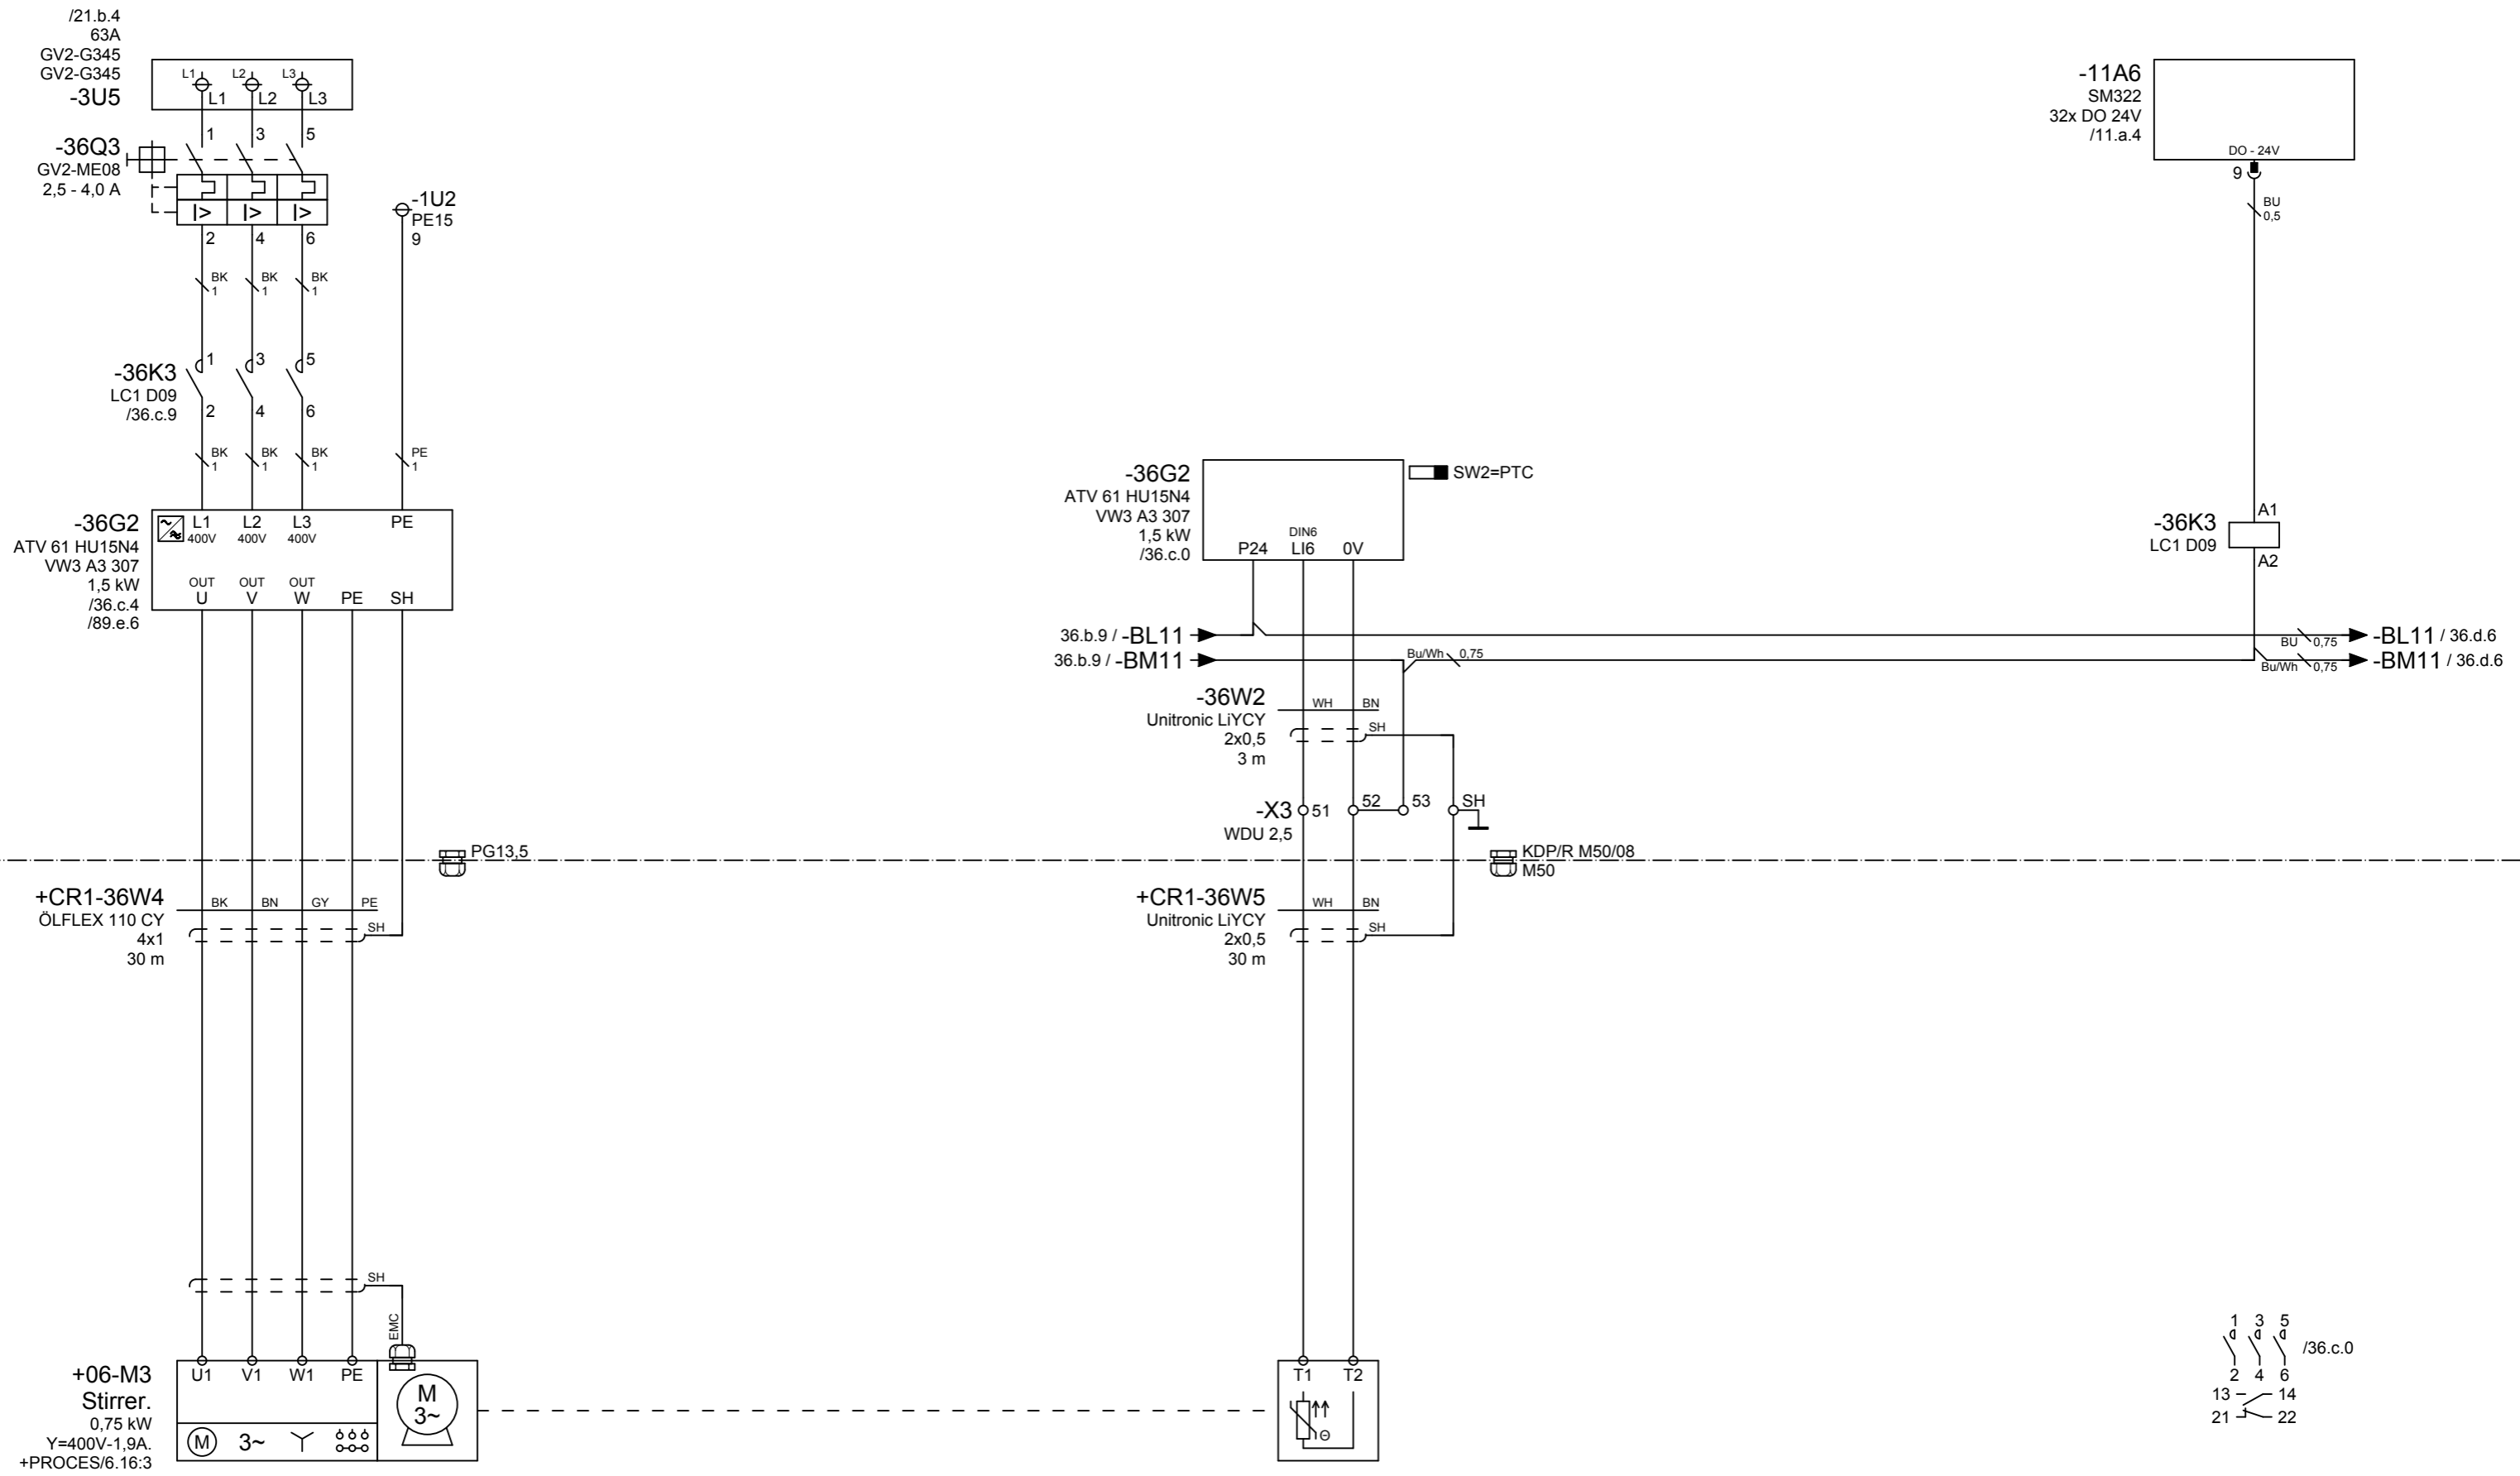 /21.b.4
63A
GV2-G345
GV2-G345
-3U5
L1 L2 L3
L1 L2 L3
1 3 5
-36Q3
GV2-ME08
2,5 - 4,0 A
I> I> I>
2 4 6
-1U2
PE15
9
BK BK BK
1 1 1
1 3 5
-36K3
LC1 D09
/36.c.9
2 4 6
BK BK BK PE
1 1 1 1
-36G2
ATV 61 HU15N4
VW3 A3 307
1,5 kW
/36.c.4
/89.e.6
L1 L2 L3 PE
400V 400V 400V
OUT OUT OUT
U V W PE SH
PG13,5
+CR1-36W4
ÖLFLEX 110 CY
4x1
30 m
BK BN GY PE
SH
SH
EMC
+06-M3
Stirrer.
0,75 kW
Y=400V-1,9A.
+PROCES/6.16:3
U1 V1 W1 PE
M
3~
M 3~
-36G2
ATV 61 HU15N4
VW3 A3 307
1,5 kW
/36.c.0
SW2=PTC
DIN6
P24 LI6 0V
36.b.9 / -BL11
36.b.9 / -BM11
Bu/Wh 0,75
-36W2
Unitronic LiYCY
2x0,5
3 m
WH BN
SH
-X3
WDU 2,5
51 52 53 SH
KDP/R M50/08
M50
+CR1-36W5
Unitronic LiYCY
2x0,5
30 m
WH BN
SH
T1 T2
Θ
-11A6
SM322
32x DO 24V
/11.a.4
DO - 24V
9
BU
0,5
-36K3
LC1 D09
A1
A2
BU 0,75
-BL11 / 36.d.6
Bu/Wh 0,75
-BM11 / 36.d.6
1 3 5
/36.c.0
2 4 6
13 14
21 22